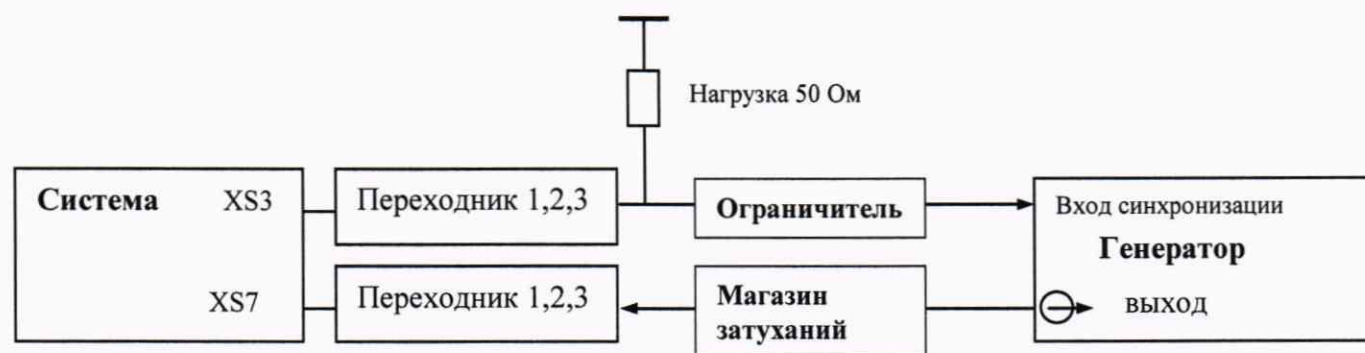 Нагрузка 50 Ом
Система XS3
Переходник 1,2,3
Ограничитель
Вход синхронизации
Генератор
XS7
Переходник 1,2,3
Магазин
затуханий
выход